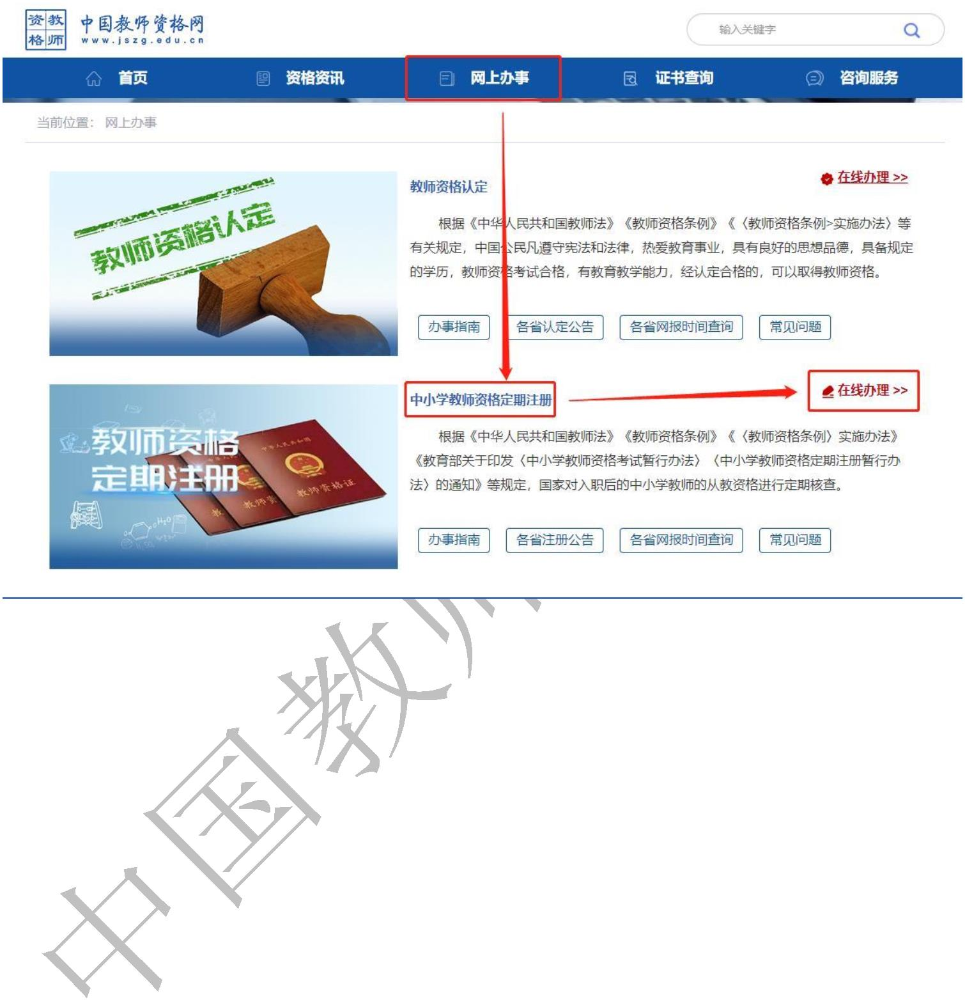 资教
格师
中国教师资格网
www.jszg.edu.cn
输入关键字
首页
资格资讯
网上办事
证书查询
咨询服务
当前位置： 网上办事
教师资格认定
教师资格认定
在线办理 >>
根据《中华人民共和国教师法》《教师资格条例》《〈教师资格条例>实施办法〉等
有关规定，中国公民凡遵守宪法和法律，热爱教育事业，具有良好的思想品德，具备规定
的学历，教师资格考试合格，有教育教学能力，经认定合格的，可以取得教师资格。
办事指南
各省认定公告
各省网报时间查询
常见问题
教师资格
定期注册
中华人民共和国
教师资格证
教师资
教
H₂O
中小学教师资格定期注册
在线办理 >>
根据《中华人民共和国教师法》《教师资格条例》《〈教师资格条例〉实施办法》
《教育部关于印发〈中小学教师资格考试暂行办法〉〈中小学教师资格定期注册暂行办
法〉的通知》等规定，国家对入职后的中小学教师的从教资格进行定期核查。
办事指南
各省注册公告
各省网报时间查询
常见问题
中国教师